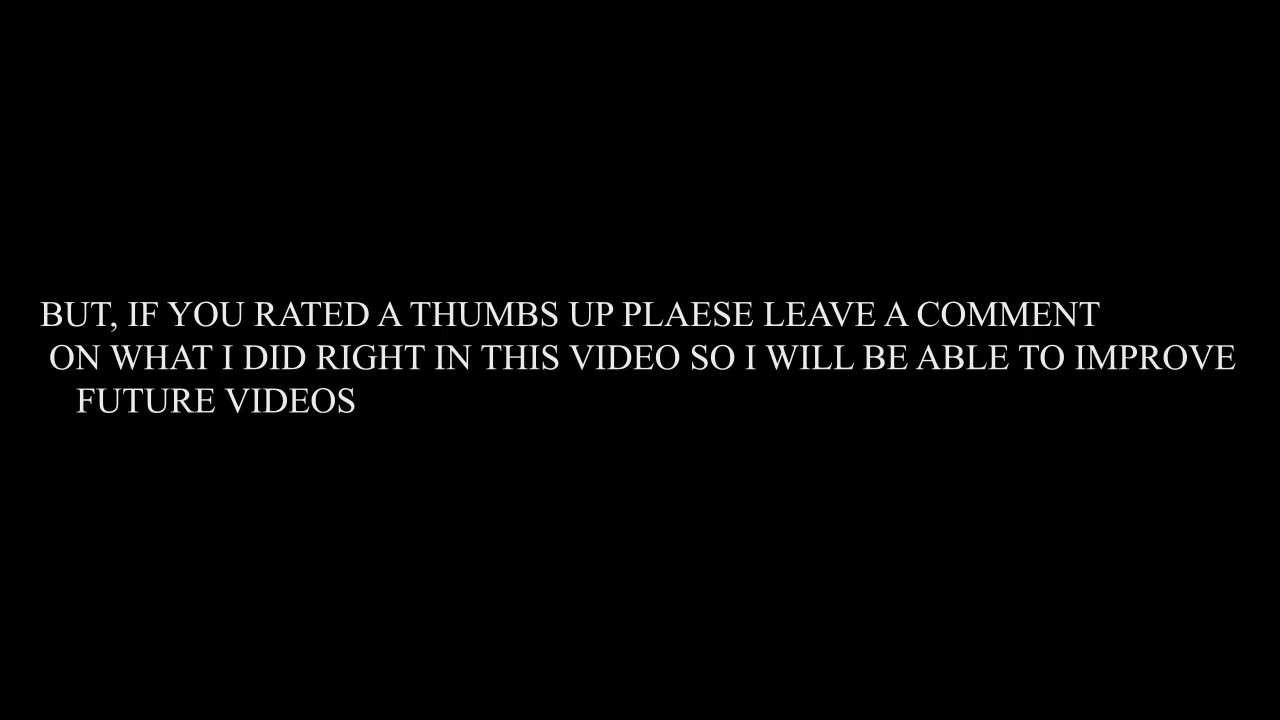 BUT, IF YOU RATED A THUMBS UP PLAESE LEAVE A COMMENT
ON WHAT I DID RIGHT IN THIS VIDEO SO I WILL BE ABLE TO IMPROVE
FUTURE VIDEOS